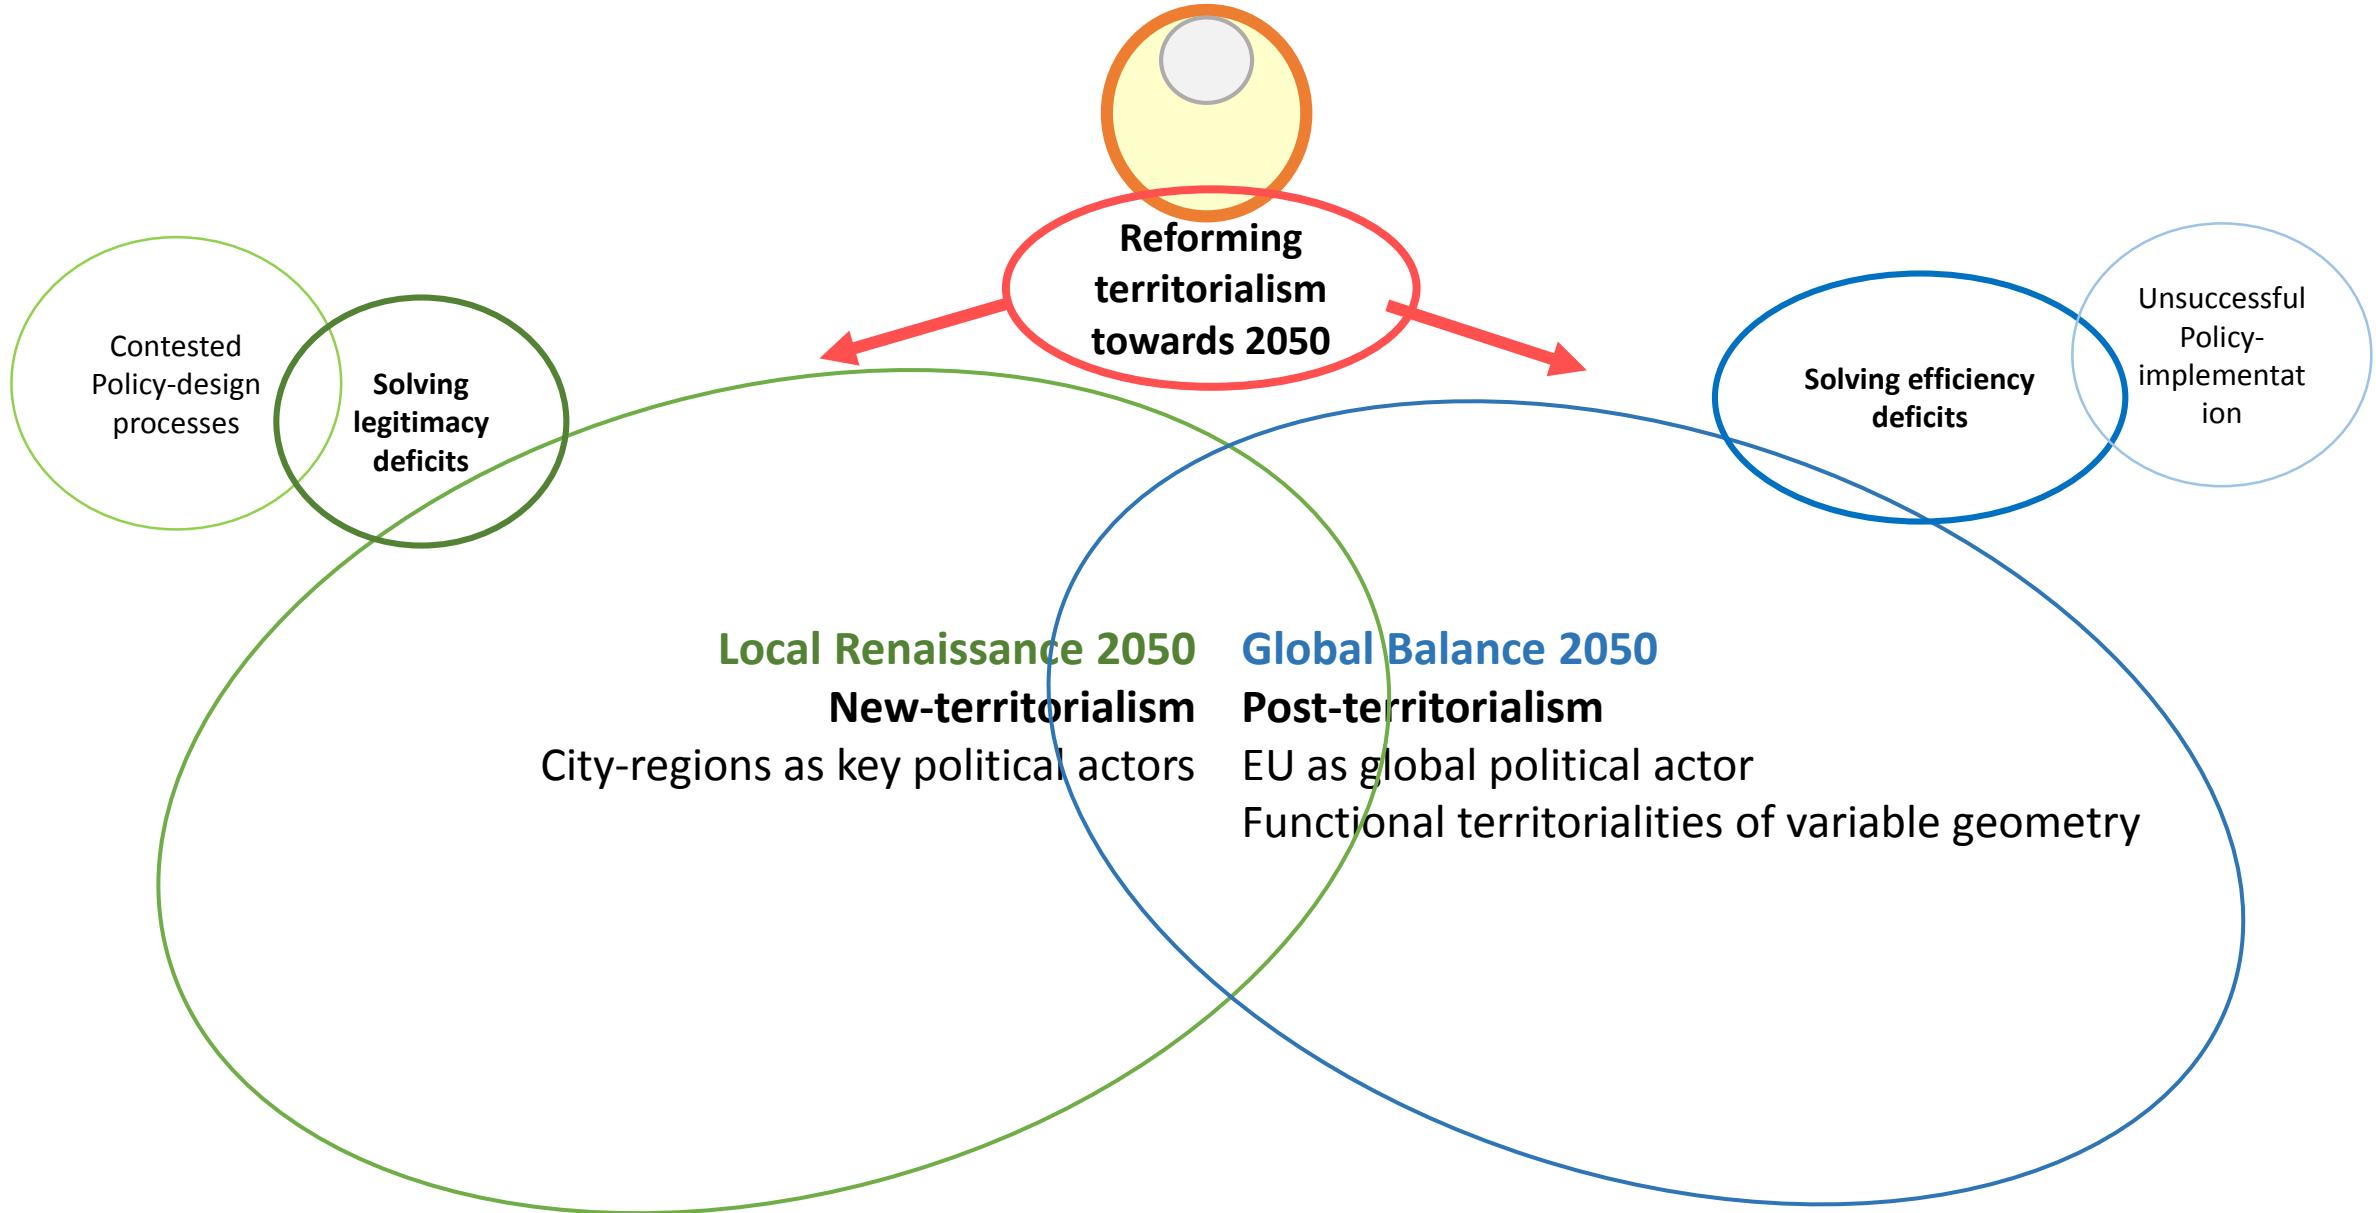 Reforming
territorialism
towards 2050
Contested
Policy-design
processes
Solving
legitimacy
deficits
Solving efficiency
deficits
Unsuccessful
Policy-
implementat
ion
Local Renaissance 2050
New-territorialism
City-regions as key political actors
Global Balance 2050
Post-territorialism
EU as global political actor
Functional territorialities of variable geometry